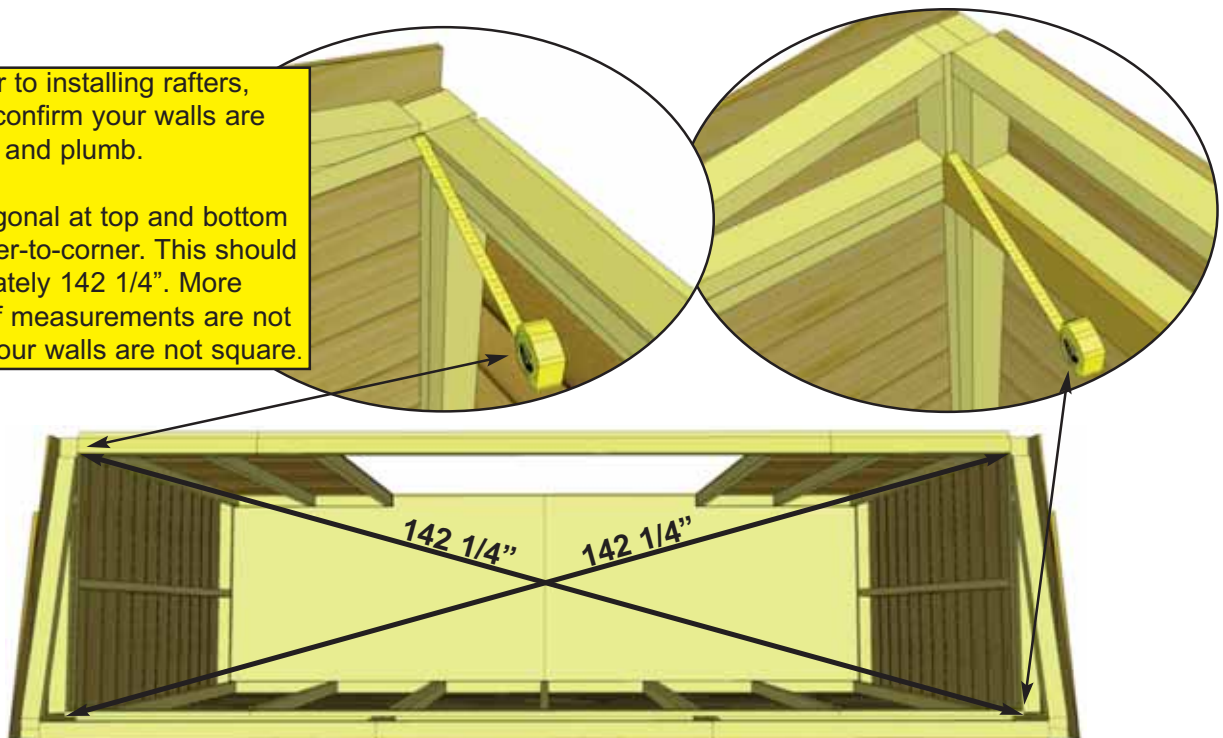 r to installing rafters,
confirm your walls are
and plumb.
gonal at top and bottom
er-to-corner. This should
ately 142 1/4”. More
f measurements are not
our walls are not square.
142 1/4”
142 1/4”